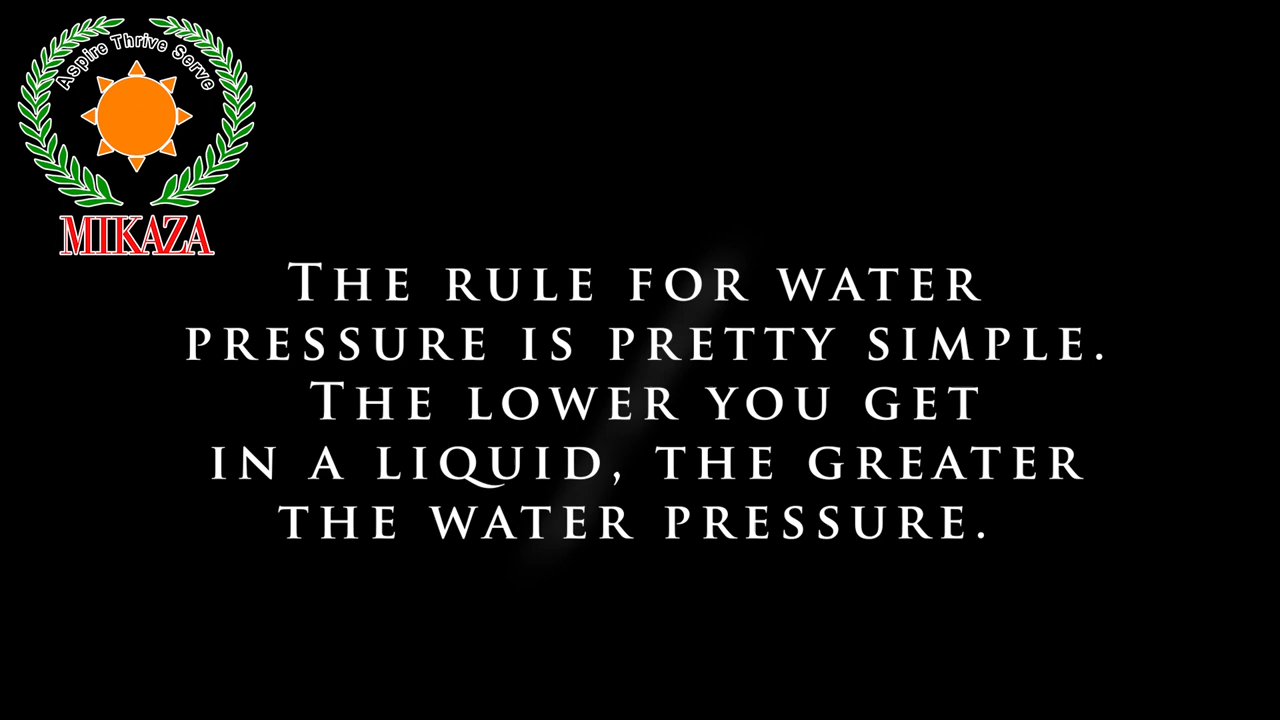 Aspire Thrive Serve
MIKAZA
THE RULE FOR WATER
PRESSURE IS PRETTY SIMPLE.
THE LOWER YOU GET
IN A LIQUID, THE GREATER
THE WATER PRESSURE.